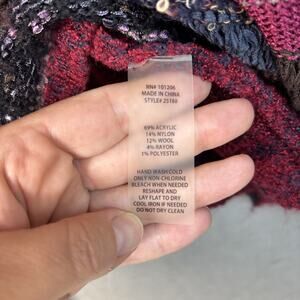 RN# 101206
MADE IN CHINA
STYLE# 25180
69% ACRYLIC
14% NYLON
12% WOOL
4% RAYON
1% POLYESTER
HAND WASH COLD
ONLY NON-CHLORINE
BLEACH WHEN NEEDED
RESHAPE AND
LAY FLAT TO DRY
COOL IRON IF NEEDED
DO NOT DRY CLEAN